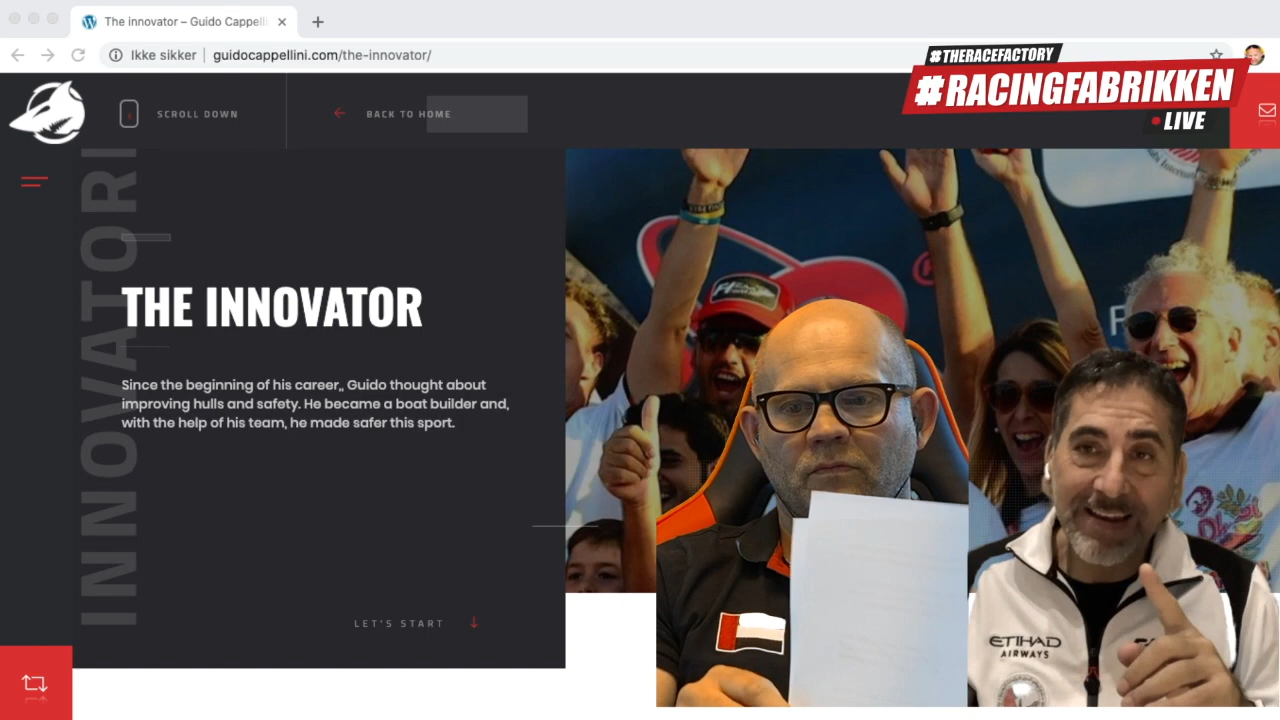 The innovator – Guido Cappelli
Ikke sikker
guidocappellini.com/the-innovator/
#THERACEFACTORY
#RACINGFABRIKKEN
LIVE
SCROLL DOWN
BACK TO HOME
INNOVATORI
THE INNOVATOR
Since the beginning of his career,, Guido thought about
improving hulls and safety. He became a boat builder and,
with the help of his team, he made safer this sport.
LET'S START
ETIHAD
AIRWAYS